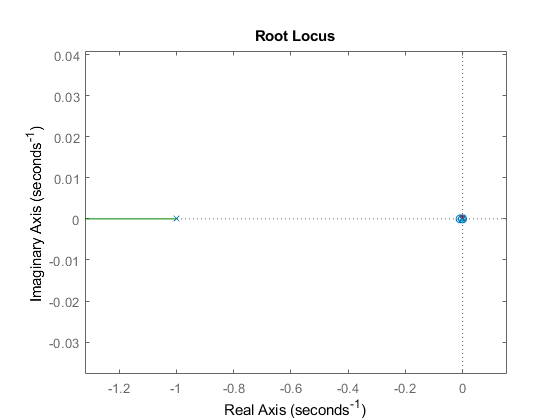 Root Locus
0.04
0.03
0.02
0.01
0
-0.01
-0.02
-0.03
Imaginary Axis (seconds⁻¹)
-1.2 -1 -0.8 -0.6 -0.4 -0.2 0
Real Axis (seconds⁻¹)